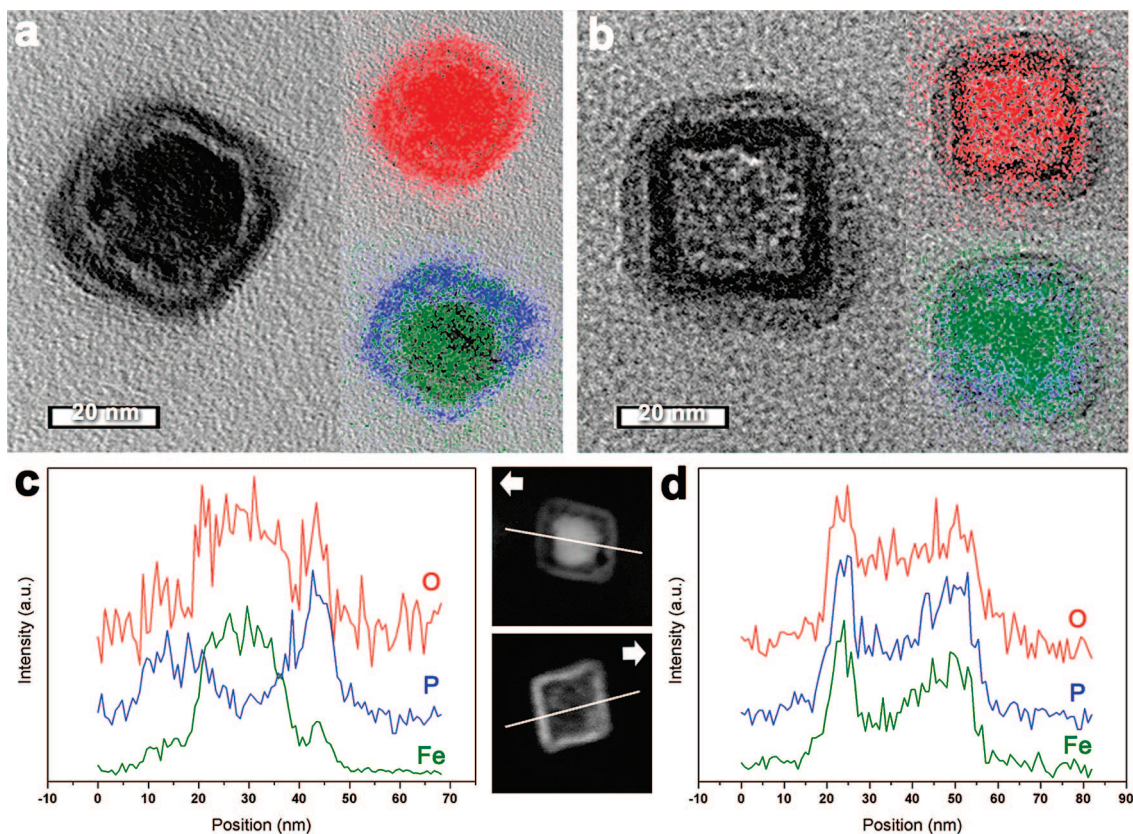 a
b
20 nm
20 nm
c
O
P
Fe
Intensity (a.u.)
-10 0 10 20 30 40 50 60 70
Position (nm)
d
O
P
Fe
Intensity (a.u.)
-10 0 10 20 30 40 50 60 70 80 90
Position (nm)